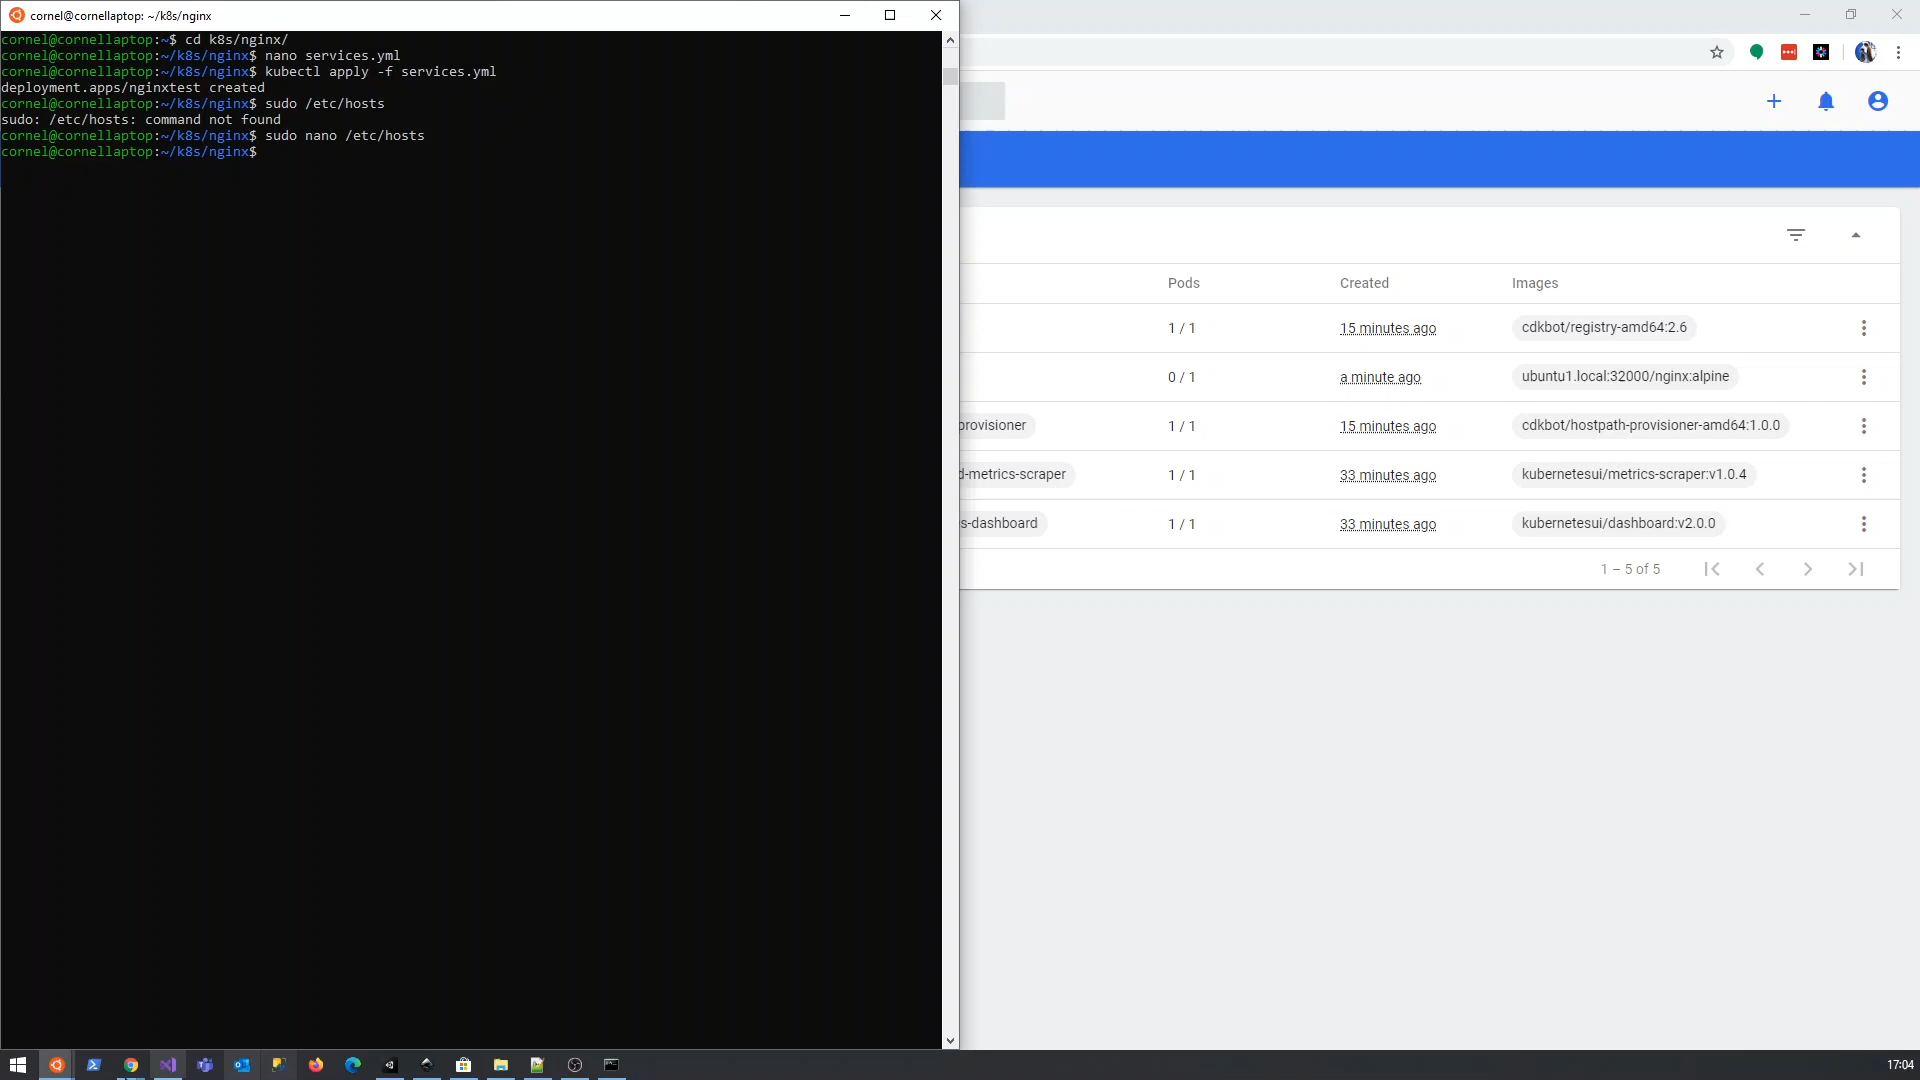 cornel@cornellaptop: ~/k8s/nginx
cornel@cornellaptop:~$ cd k8s/nginx/
cornel@cornellaptop:~/k8s/nginx$ nano services.yml
cornel@cornellaptop:~/k8s/nginx$ kubectl apply -f services.yml
deployment.apps/nginxtest created
cornel@cornellaptop:~/k8s/nginx$ sudo /etc/hosts
sudo: /etc/hosts: command not found
cornel@cornellaptop:~/k8s/nginx$ sudo nano /etc/hosts
cornel@cornellaptop:~/k8s/nginx$
Pods Created Images
1 / 1 15 minutes ago cdkbot/registry-amd64:2.6
0 / 1 a minute ago ubuntu1.local:32000/nginx:alpine
provisioner 1 / 1 15 minutes ago cdkbot/hostpath-provisioner-amd64:1.0.0
d-metrics-scraper 1 / 1 33 minutes ago kubernetesui/metrics-scraper:v1.0.4
s-dashboard 1 / 1 33 minutes ago kubernetesui/dashboard:v2.0.0
1 – 5 of 5
17:04